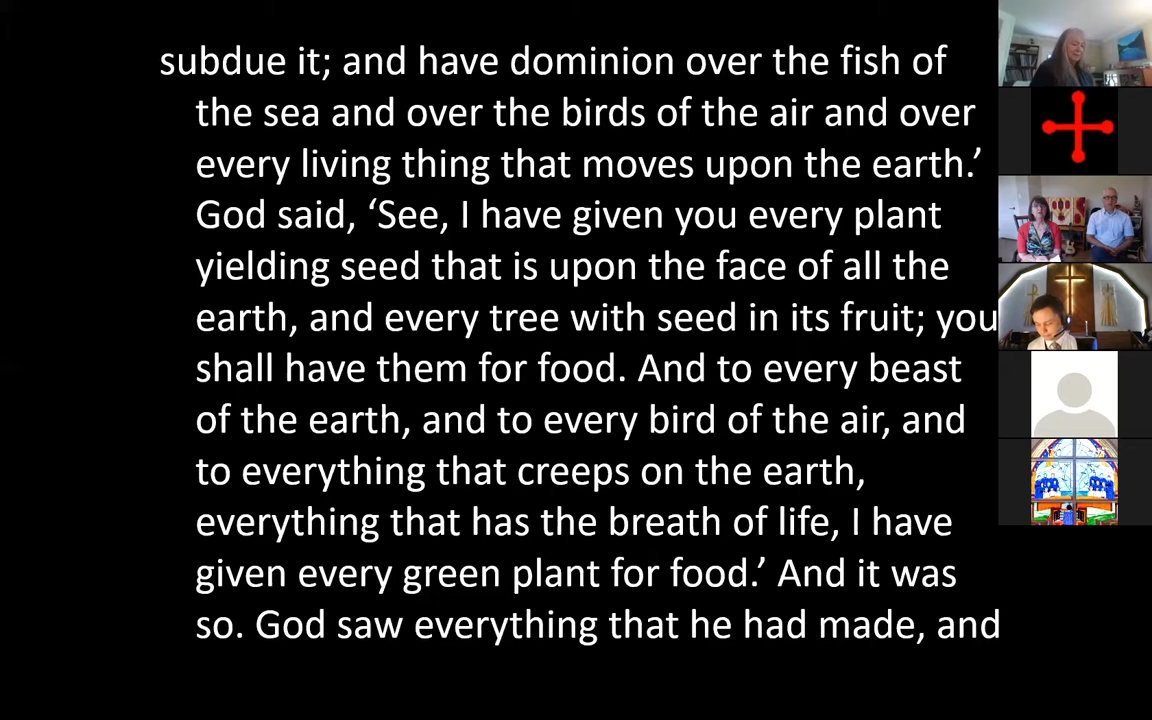 subdue it; and have dominion over the fish of
the sea and over the birds of the air and over
every living thing that moves upon the earth.’
God said, ‘See, I have given you every plant
yielding seed that is upon the face of all the
earth, and every tree with seed in its fruit; you
shall have them for food. And to every beast
of the earth, and to every bird of the air, and
to everything that creeps on the earth,
everything that has the breath of life, I have
given every green plant for food.’ And it was
so. God saw everything that he had made, and